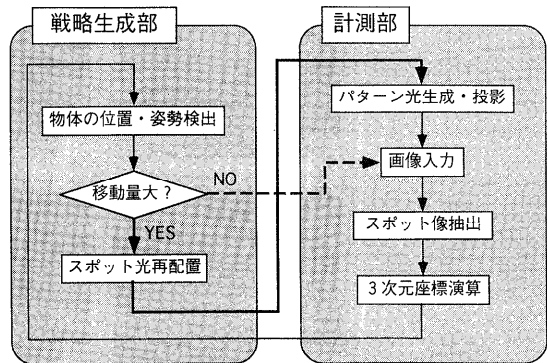 戦略生成部
物体の位置・姿勢検出
移動量大？
NO
YES
スポット光再配置
計測部
パターン光生成・投影
画像入力
スポット像抽出
３次元座標演算